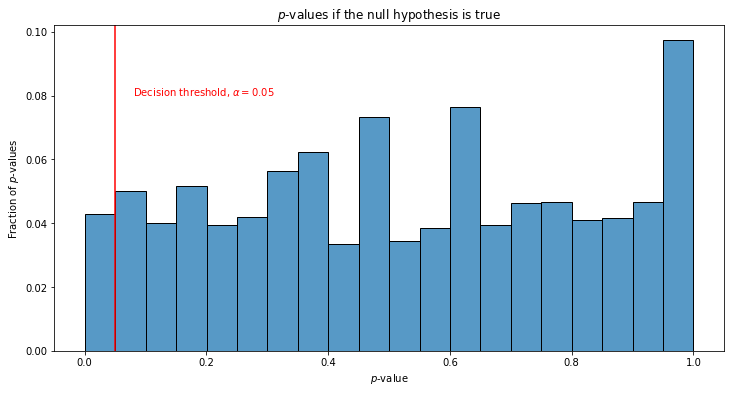 p-values if the null hypothesis is true
0.10
0.08
0.06
0.04
0.02
0.00
Fraction of p-values
Decision threshold, α = 0.05
0.0 0.2 0.4 0.6 0.8 1.0
p-value